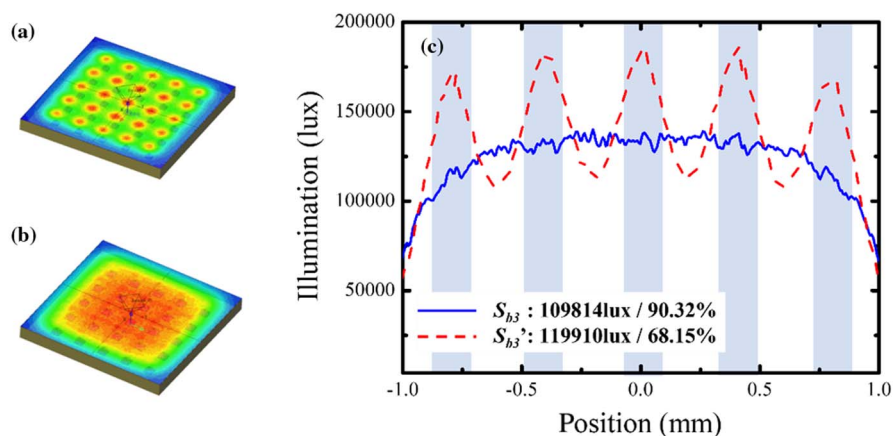 (a)
(b)
(c)
200000
150000
100000
50000
Illumination (lux)
S_b3 : 109814lux / 90.32%
S_b3’: 119910lux / 68.15%
-1.0 -0.5 0.0 0.5 1.0
Position (mm)